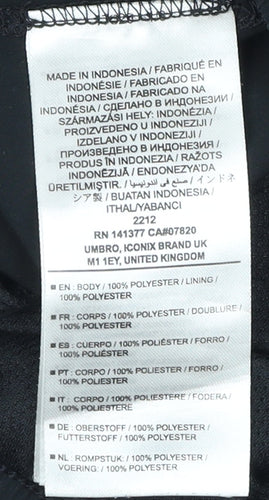 MADE IN INDONESIA / FABRIQUÉ EN
INDONÉSIE / FABRICADO EN
INDONESIA / FABRICADO NA
INDONÉSIA / СДЕЛАНО В ИНДОНЕЗИИ /
SZÁRMAZÁSI HELY: INDONÉZIA /
PROIZVEDENO U INDONEZIJI /
IZDELANO V INDONEZIJI /
ПРОИЗВЕДЕНО В ИНДОНЕЗИЯ /
PRODUS ÎN INDONEZIA / RAŽOTS
INDONĒZIJĀ / ENDONEZYA'DA
ÜRETILMIŞTIR. / صنع في أندونيسيا / インドネ
シア製 / BUATAN INDONESIA /
ITHAL/YABANCI
2212
RN 141377 CA#07820
UMBRO, ICONIX BRAND UK
M1 1EY, UNITED KINGDOM
EN: BODY / 100% POLYESTER / LINING /
100% POLYESTER
FR: CORPS / 100% POLYESTER / DOUBLURE /
100% POLYESTER
ES: CUERPO / 100% POLIÉSTER / FORRO /
100% POLIÉSTER
PT: CORPO / 100% POLIÉSTER / FORRO /
100% POLIÉSTER
IT: CORPO / 100% POLIESTERE / FODERA /
100% POLIESTERE
DE: OBERSTOFF / 100% POLYESTER /
FUTTERSTOFF / 100% POLYESTER
NL: ROMPSTUK: / 100% POLYESTER /
VOERING: / 100% POLYESTER